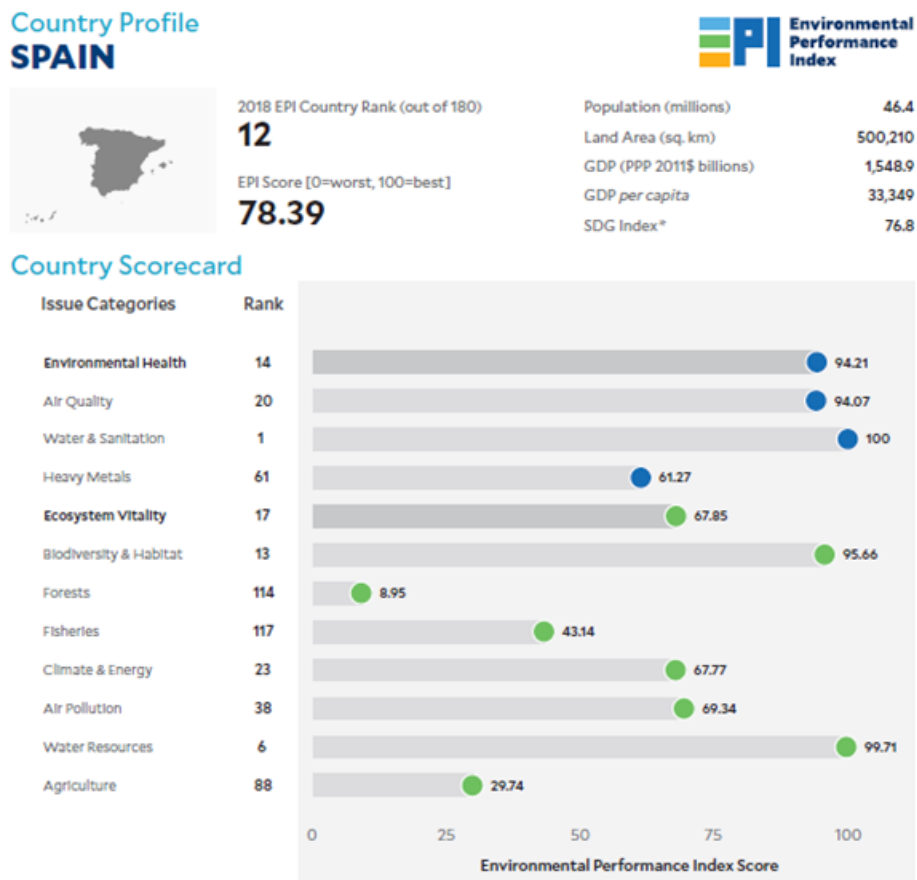 Country Profile
SPAIN
EPI Environmental
Performance
Index
2018 EPI Country Rank (out of 180)
12
EPI Score [0=worst, 100=best]
78.39
Population (millions) 46.4
Land Area (sq. km) 500,210
GDP (PPP 2011$ billions) 1,548.9
GDP per capita 33,349
SDG Index* 76.8
Country Scorecard
Issue Categories Rank
Environmental Health 14 94.21
Air Quality 20 94.07
Water & Sanitation 1 100
Heavy Metals 61 61.27
Ecosystem Vitality 17 67.85
Biodiversity & Habitat 13 95.66
Forests 114 8.95
Fisheries 117 43.14
Climate & Energy 23 67.77
Air Pollution 38 69.34
Water Resources 6 99.71
Agriculture 88 29.74
0 25 50 75 100
Environmental Performance Index Score